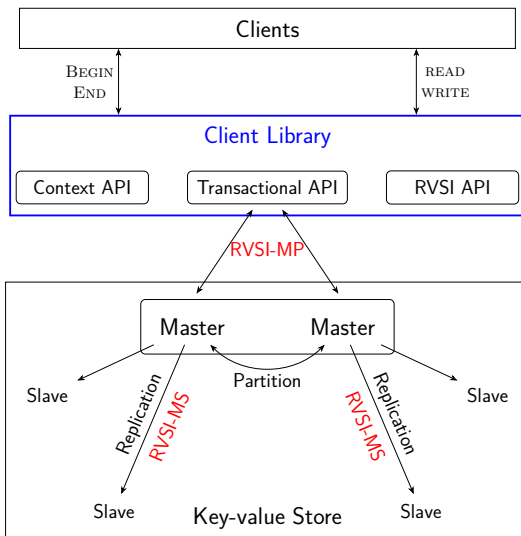 Clients
BEGIN
END
READ
WRITE
Client Library
Context API
Transactional API
RVSI API
RVSI-MP
Master
Master
Partition
Slave
Replication
RVSI-MS
Replication
RVSI-MS
Slave
Slave
Slave
Key-value Store